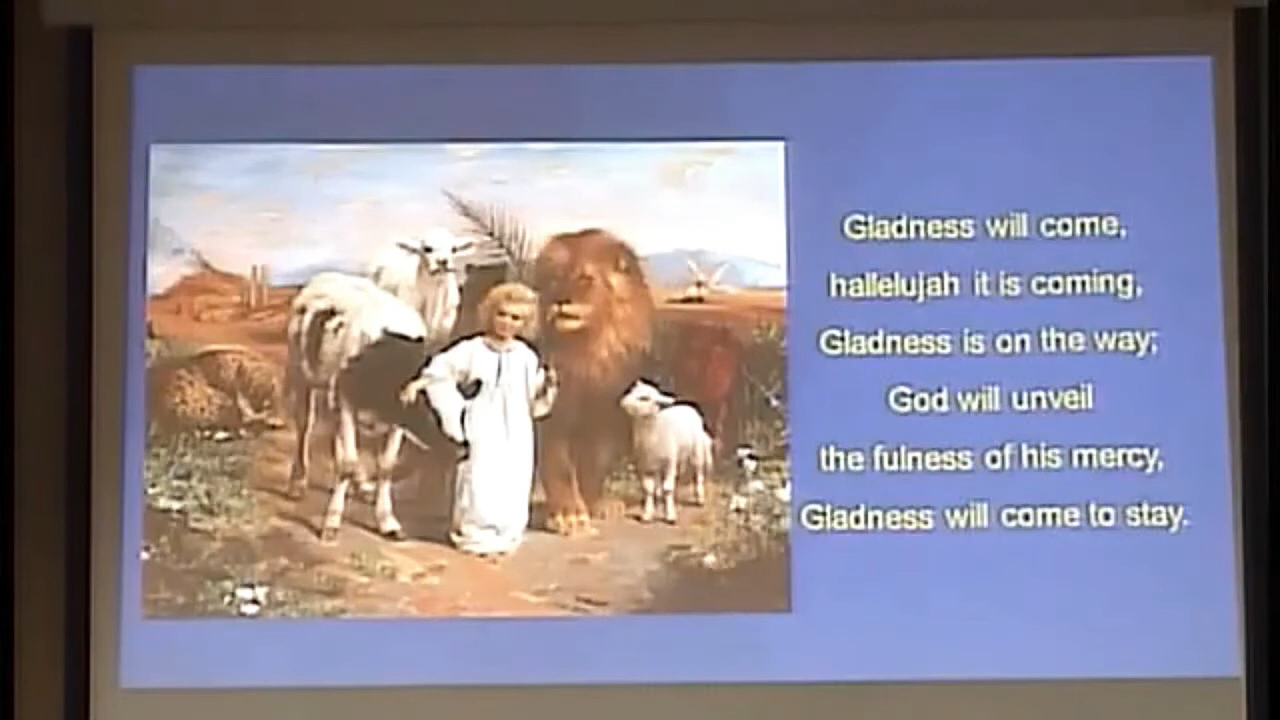 Gladness will come,
hallelujah it is coming,
Gladness is on the way;
God will unveil
the fulness of his mercy,
Gladness will come to stay.